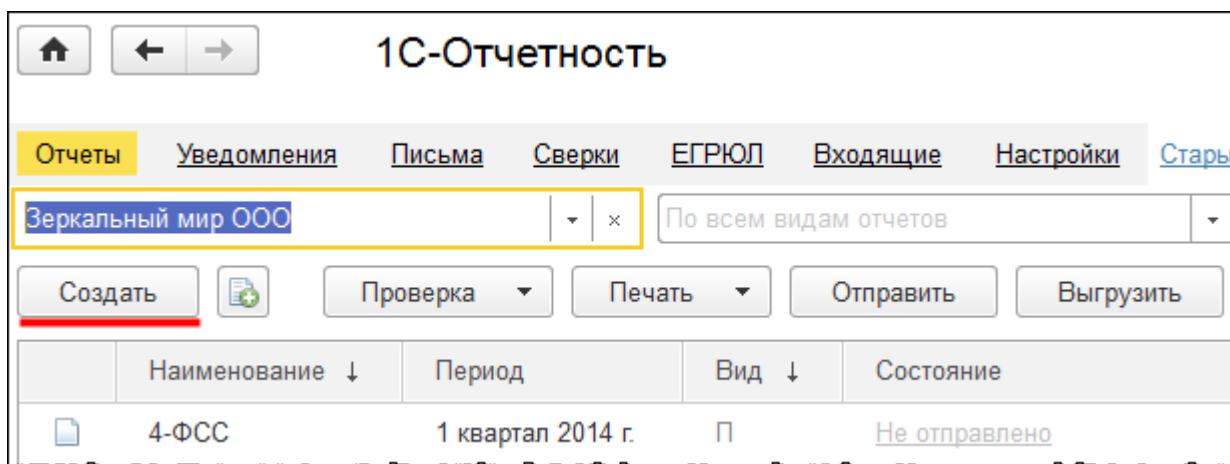 1С-Отчетность
Отчеты Уведомления Письма Сверки ЕГРЮЛ Входящие Настройки
Зеркальный мир ООО По всем видам отчетов
Создать Проверка Печать Отправить Выгрузить
Наименование ↓ Период Вид ↓ Состояние
4-ФСС 1 квартал 2014 г. П Не отправлено